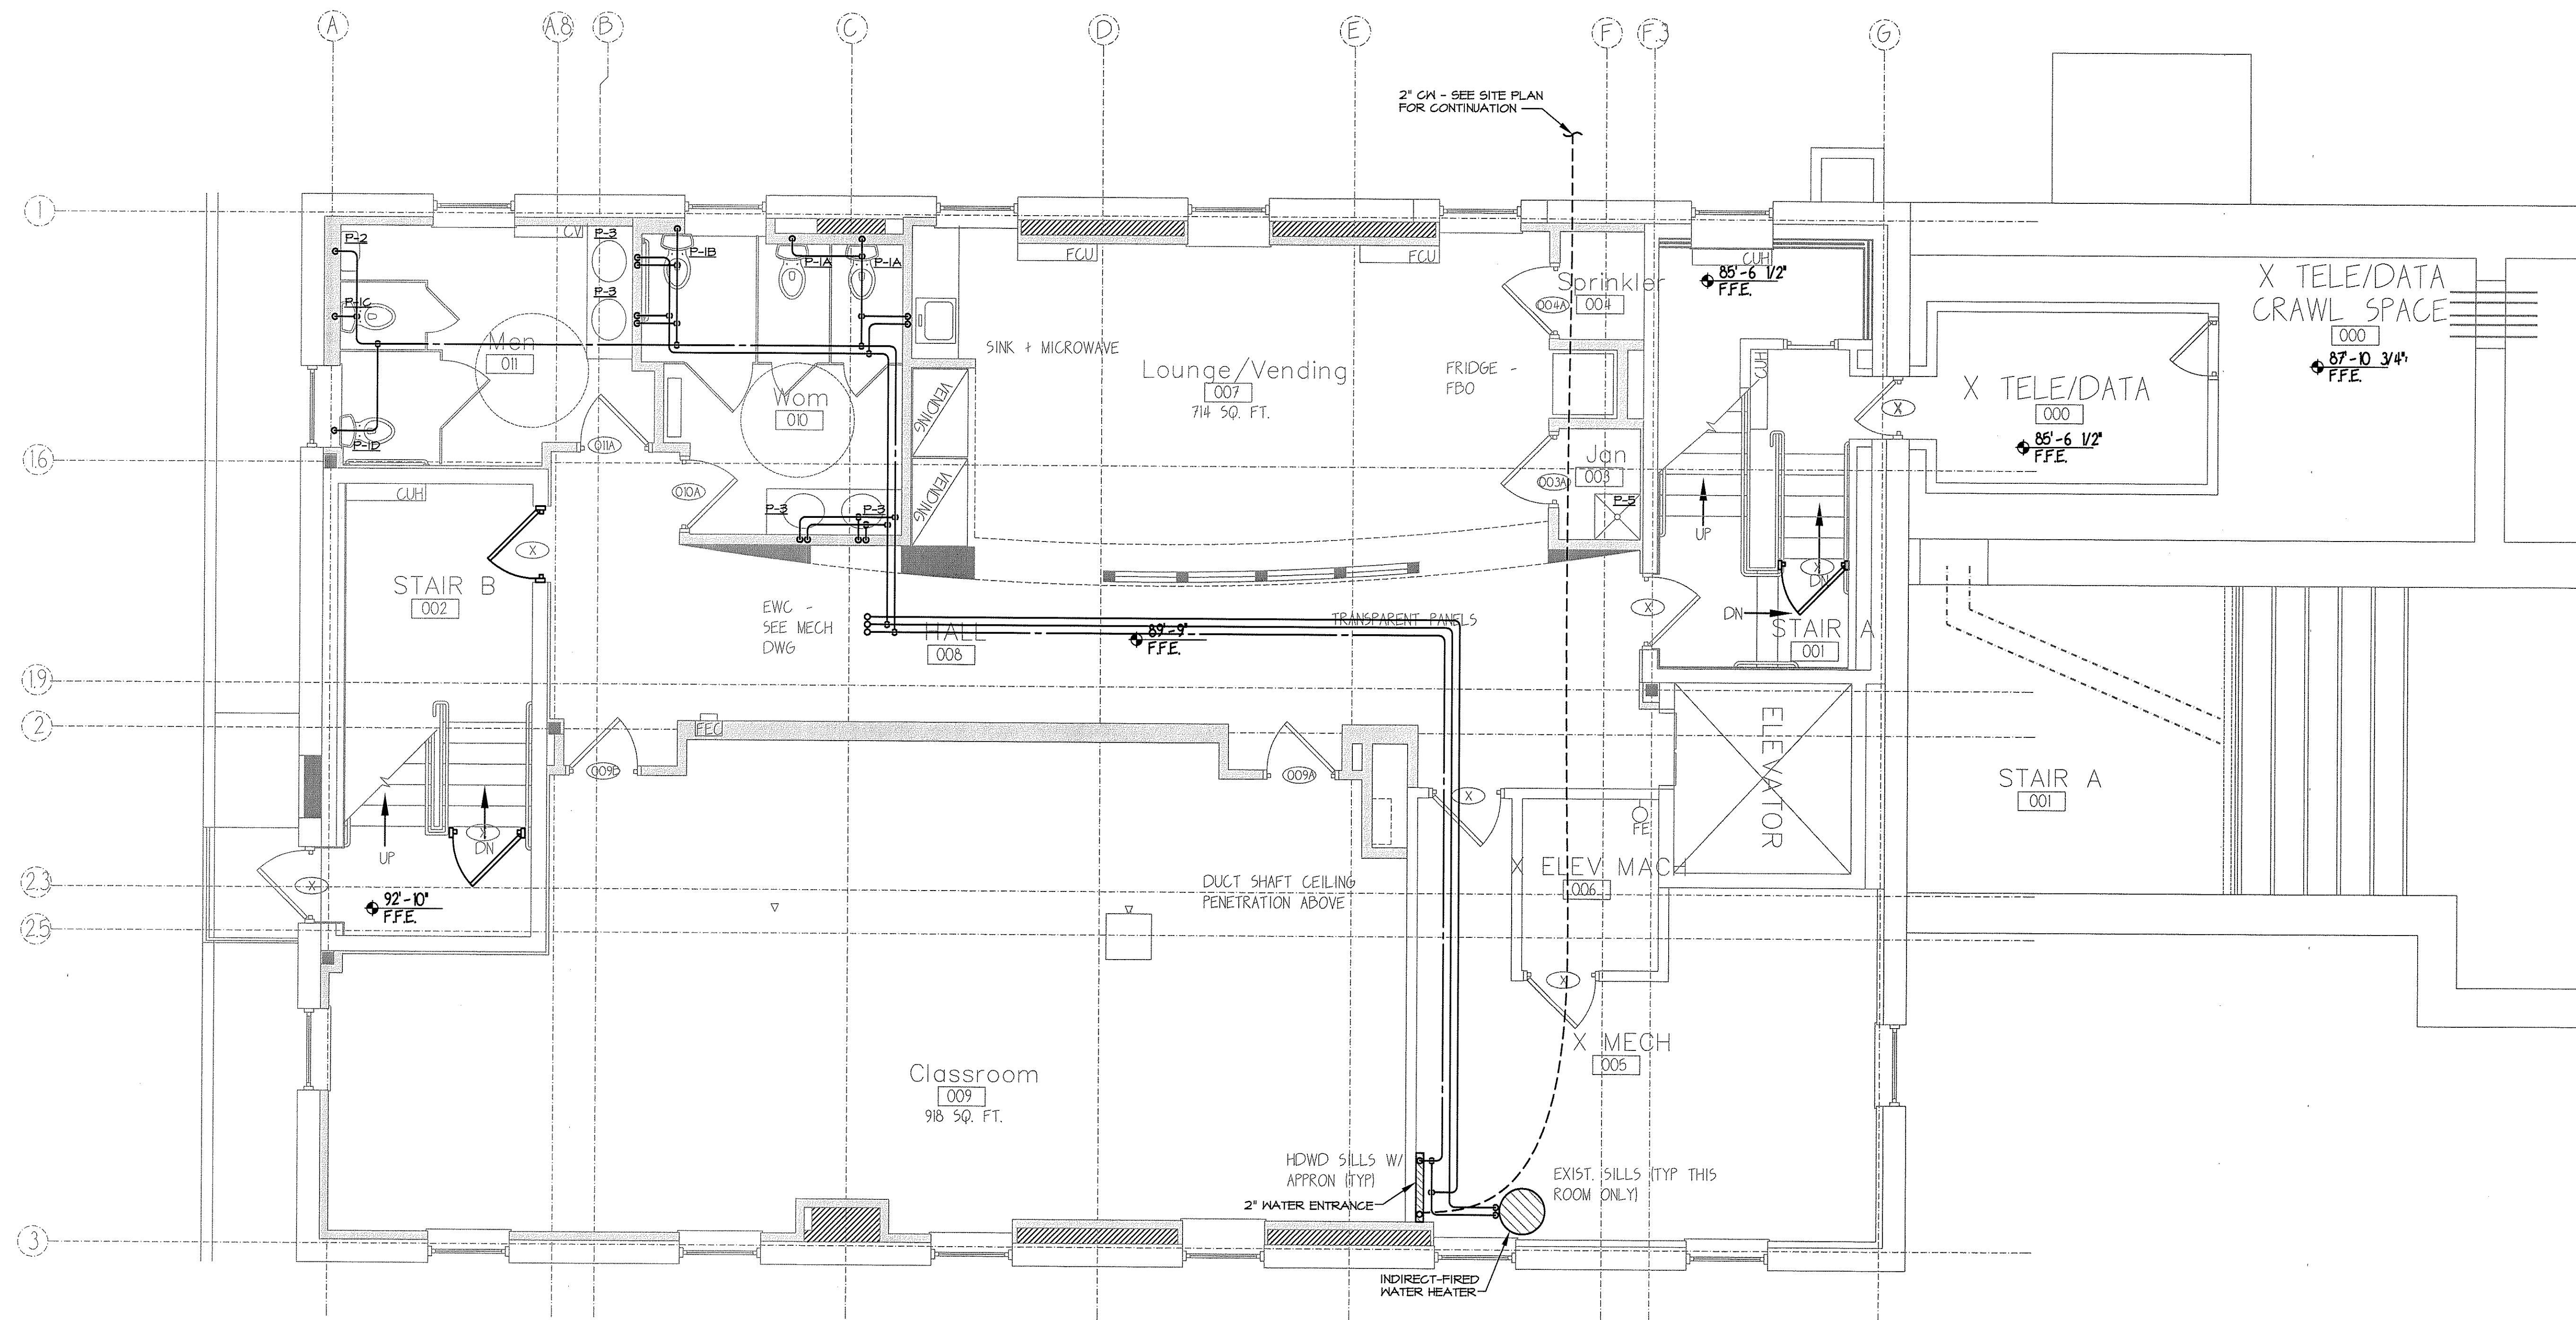 A
A.8
B
C
D
E
F
F.3
G
2" CW - SEE SITE PLAN
FOR CONTINUATION
1
P-2
CV
P-3
P-1B
P-1A
P-1A
FCU
FCU
CUH
85'-6 1/2"
F.F.E.
Sprinkler
004
004A
X TELE/DATA
CRAWL SPACE
000
87'-10 3/4"
F.F.E.
P-3
P-1C
Men
011
SINK + MICROWAVE
Lounge/Vending
007
714 SQ. FT.
FRIDGE -
FBO
CUH
X TELE/DATA
000
85'-6 1/2"
F.F.E.
X
Wom
010
VENDING
VENDING
P-1D
011A
1.6
CUH
010A
P-3
P-3
Jan
003
003A
P-5
UP
X
X
DN
STAIR B
002
EWC -
SEE MECH
DWG
HALL
008
89'-9"
F.F.E.
TRANSPARENT PANELS
X
DN
STAIR A
001
1.9
2
FEC
009B
009A
X
ELEVATOR
FE
STAIR A
001
X
UP
DN
2.3
X
92'-10"
F.F.E.
DUCT SHAFT CEILING
PENETRATION ABOVE
X ELEV MACH
006
2.5
X
X MECH
005
Classroom
009
918 SQ. FT.
HDWD SILLS W/
APPRON (TYP)
2" WATER ENTRANCE
EXIST. SILLS (TYP THIS
ROOM ONLY)
3
INDIRECT-FIRED
WATER HEATER